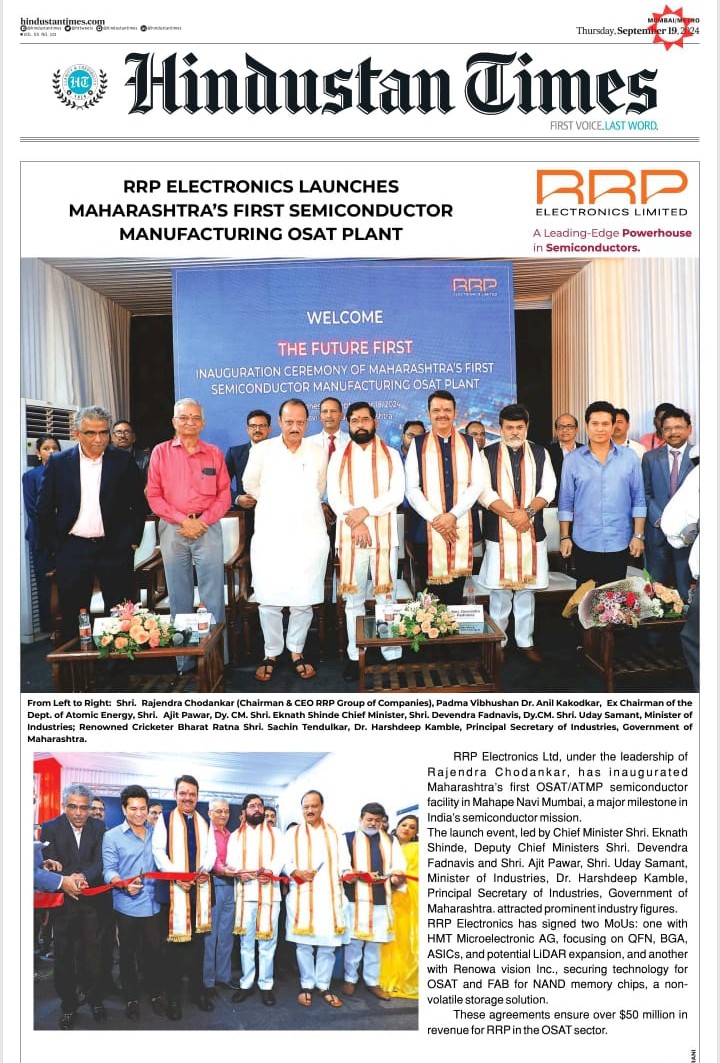 hindustantimes.com
MUMBAI/METRO
Thursday, September 19, 2024
HT
Hindustan Times
FIRST VOICE. LAST WORD.
RRP ELECTRONICS LAUNCHES
MAHARASHTRA'S FIRST SEMICONDUCTOR
MANUFACTURING OSAT PLANT
RRP
ELECTRONICS LIMITED
A Leading-Edge Powerhouse
in Semiconductors.
RRP
ELECTRONICS LIMITED
WELCOME
THE FUTURE FIRST
INAUGURATION CEREMONY OF MAHARASHTRA'S FIRST
SEMICONDUCTOR MANUFACTURING OSAT PLANT
From Left to Right: Shri. Rajendra Chodankar (Chairman & CEO RRP Group of Companies), Padma Vibhushan Dr. Anil Kakodkar, Ex Chairman of the
Dept. of Atomic Energy, Shri. Ajit Pawar, Dy. CM. Shri. Eknath Shinde Chief Minister, Shri. Devendra Fadnavis, Dy.CM. Shri. Uday Samant, Minister of
Industries; Renowned Cricketer Bharat Ratna Shri. Sachin Tendulkar, Dr. Harshdeep Kamble, Principal Secretary of Industries, Government of
Maharashtra.
RRP Electronics Ltd, under the leadership of
Rajendra Chodankar, has inaugurated
Maharashtra's first OSAT/ATMP semiconductor
facility in Mahape Navi Mumbai, a major milestone in
India's semiconductor mission.
The launch event, led by Chief Minister Shri. Eknath
Shinde, Deputy Chief Ministers Shri. Devendra
Fadnavis and Shri. Ajit Pawar, Shri. Uday Samant,
Minister of Industries, Dr. Harshdeep Kamble,
Principal Secretary of Industries, Government of
Maharashtra. attracted prominent industry figures.
RRP Electronics has signed two MoUs: one with
HMT Microelectronic AG, focusing on QFN, BGA,
ASICs, and potential LiDAR expansion, and another
with Renowa vision Inc., securing technology for
OSAT and FAB for NAND memory chips, a non-
volatile storage solution.
These agreements ensure over $50 million in
revenue for RRP in the OSAT sector.